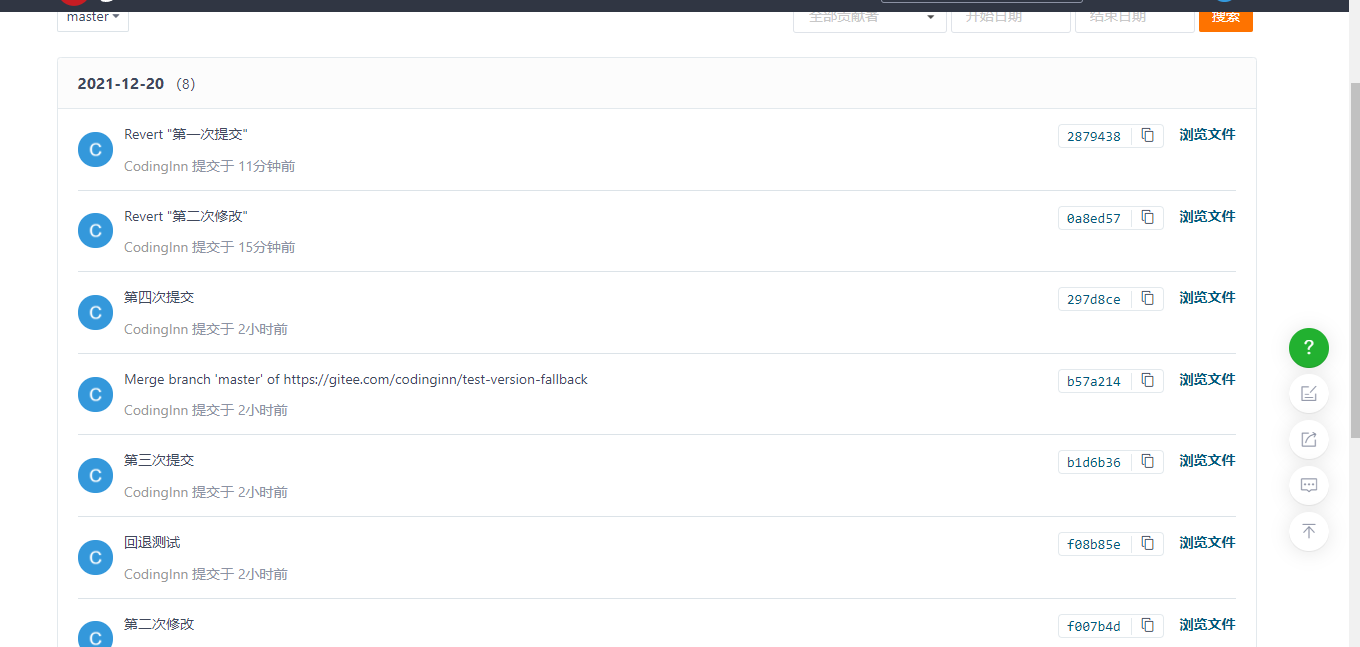 master
全部贡献者
开始日期
结束日期
搜索
2021-12-20 (8)
C
Revert "第一次提交"
2879438
浏览文件
CodingInn 提交于 11分钟前
C
Revert "第二次修改"
0a8ed57
浏览文件
CodingInn 提交于 15分钟前
C
第四次提交
297d8ce
浏览文件
CodingInn 提交于 2小时前
C
Merge branch 'master' of https://gitee.com/codinginn/test-version-fallback
b57a214
浏览文件
CodingInn 提交于 2小时前
C
第三次提交
b1d6b36
浏览文件
CodingInn 提交于 2小时前
C
回退测试
f08b85e
浏览文件
CodingInn 提交于 2小时前
C
第二次修改
f007b4d
浏览文件
?